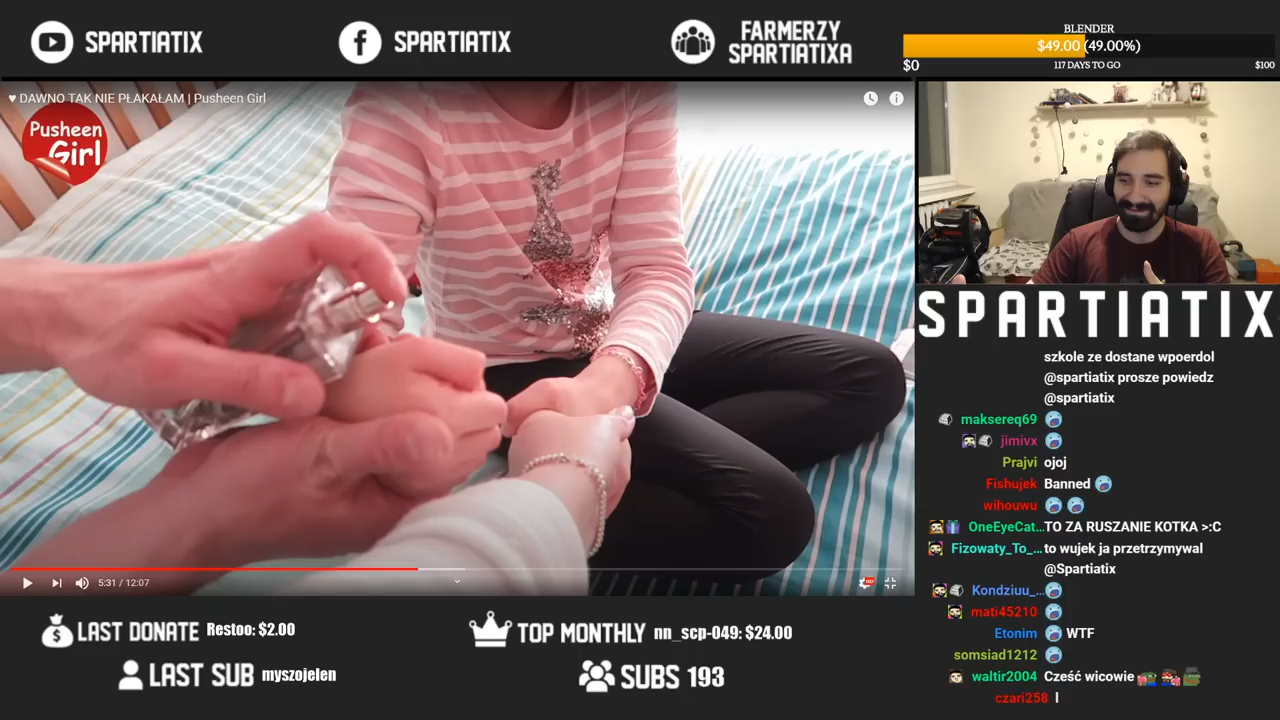 SPARTIATIX
SPARTIATIX
FARMERZY
SPARTIATIXA
BLENDER
$49.00 (49.00%)
$0
117 DAYS TO GO
$100
♥ DAWNO TAK NIE PŁAKAŁAM | Pusheen Girl
Pusheen
Girl
SPARTIATIX
szkole ze dostane wpoerdol
@spartiatix prosze powiedz
@spartiatix
maksereq69
jimivx
Prajvi ojoj
Fishujek Banned
wihouwu
OneEyeCat... TO ZA RUSZANIE KOTKA >:C
Fizowaty_To_... to wujek ja przetrzymywal
@Spartiatix
Kondziuu_...
mati45210
Etonim WTF
somsiad1212
waltir2004 Cześć wicowie
czari258 I
5:31 / 12:07
HD
LAST DONATE Restoo: $2.00
TOP MONTHLY nn_scp-049: $24.00
LAST SUB myszojelen
SUBS 193